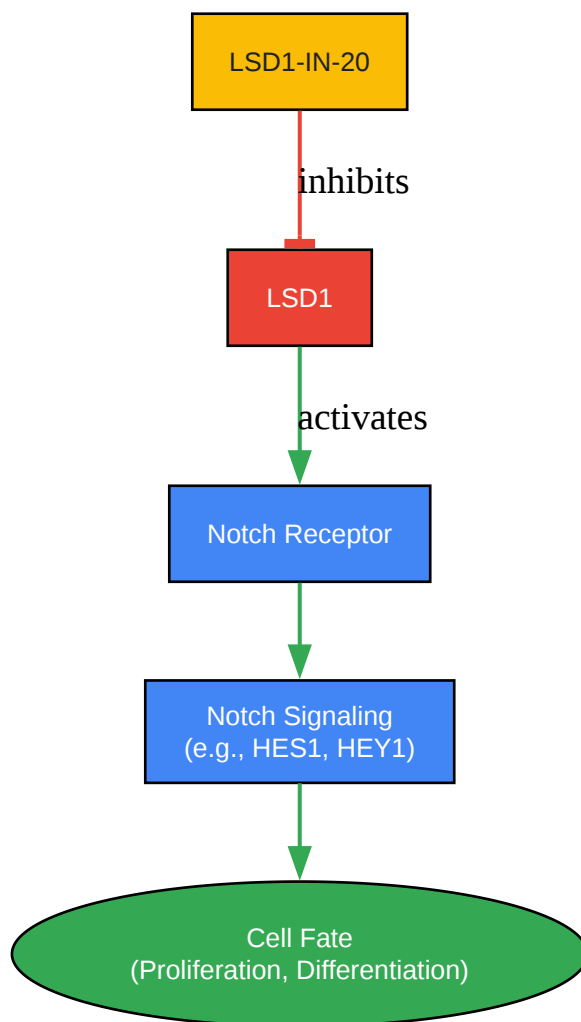 LSD1-IN-20
inhibits
LSD1
activates
Notch Receptor
Notch Signaling
(e.g., HES1, HEY1)
Cell Fate
(Proliferation, Differentiation)